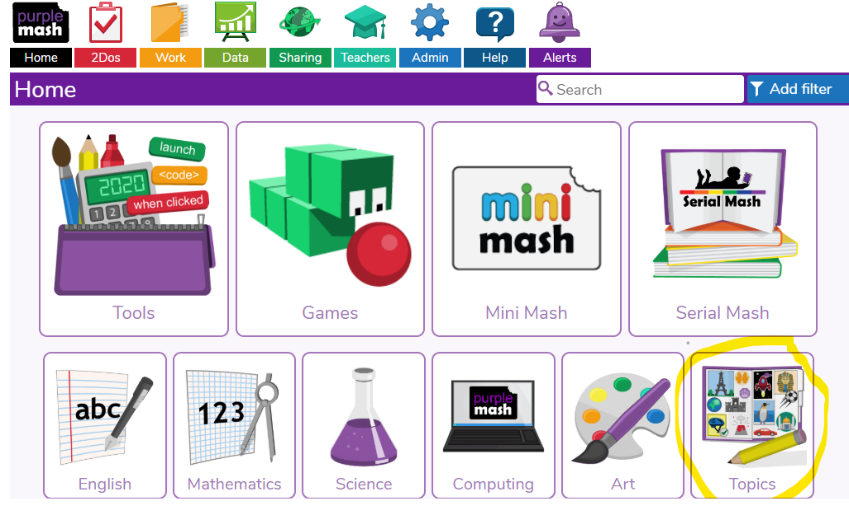 purple
mash
Home 2Dos Work Data Sharing Teachers Admin Help Alerts
Home Search Add filter
launch
<code>
2020
when clicked
1 2
mini
mash
Serial Mash
Tools Games Mini Mash Serial Mash
abc
123
purple
mash
English Mathematics Science Computing Art Topics